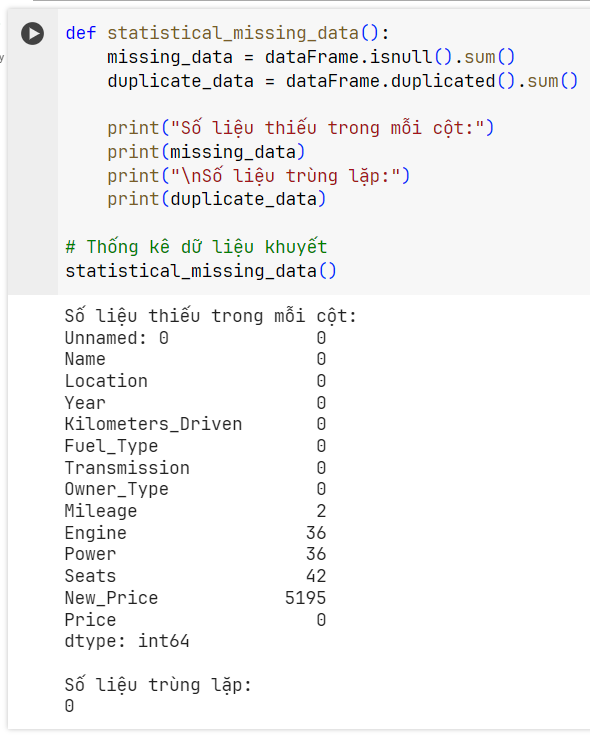 y
def statistical_missing_data():
    missing_data = dataFrame.isnull().sum()
    duplicate_data = dataFrame.duplicated().sum()
    print("Số liệu thiếu trong mỗi cột:")
    print(missing_data)
    print("\nSố liệu trùng lặp:")
    print(duplicate_data)
# Thống kê dữ liệu khuyết
statistical_missing_data()
Số liệu thiếu trong mỗi cột:
Unnamed: 0 0
Name 0
Location 0
Year 0
Kilometers_Driven 0
Fuel_Type 0
Transmission 0
Owner_Type 0
Mileage 2
Engine 36
Power 36
Seats 42
New_Price 5195
Price 0
dtype: int64
Số liệu trùng lặp:
0